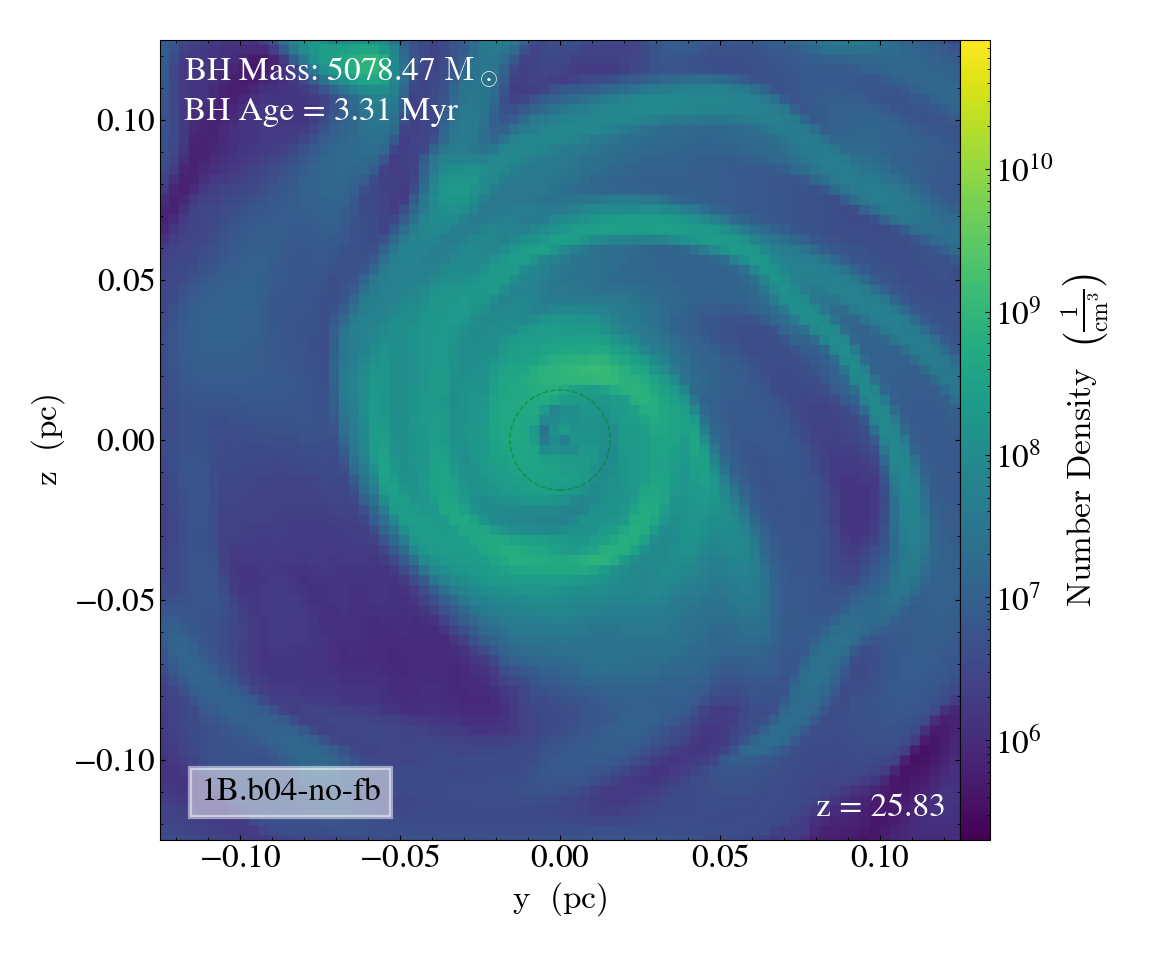 BH Mass: 5078.47 M⊙
BH Age = 3.31 Myr
0.10
0.05
0.00
−0.05
−0.10
z (pc)
1B.b04-no-fb
z = 25.83
−0.10 −0.05 0.00 0.05 0.10
y (pc)
10^10
10^9
10^8
10^7
10^6
Number Density (1/cm^3)